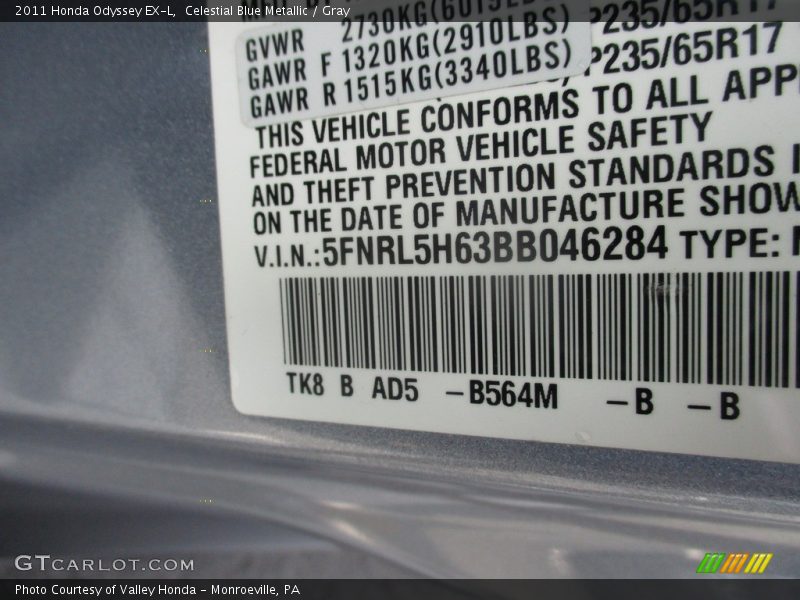 2011 Honda Odyssey EX-L, Celestial Blue Metallic / Gray
GVWR 2730KG(6019LBS) P235/65R17
GAWR F 1320KG(2910LBS) P235/65R17
GAWR R 1515KG(3340LBS)
THIS VEHICLE CONFORMS TO ALL APP
FEDERAL MOTOR VEHICLE SAFETY
AND THEFT PREVENTION STANDARDS I
ON THE DATE OF MANUFACTURE SHOW
V.I.N.:5FNRL5H63BB046284 TYPE:
TK8 B AD5 -B564M -B -B
GTCARLOT.COM
Photo Courtesy of Valley Honda - Monroeville, PA